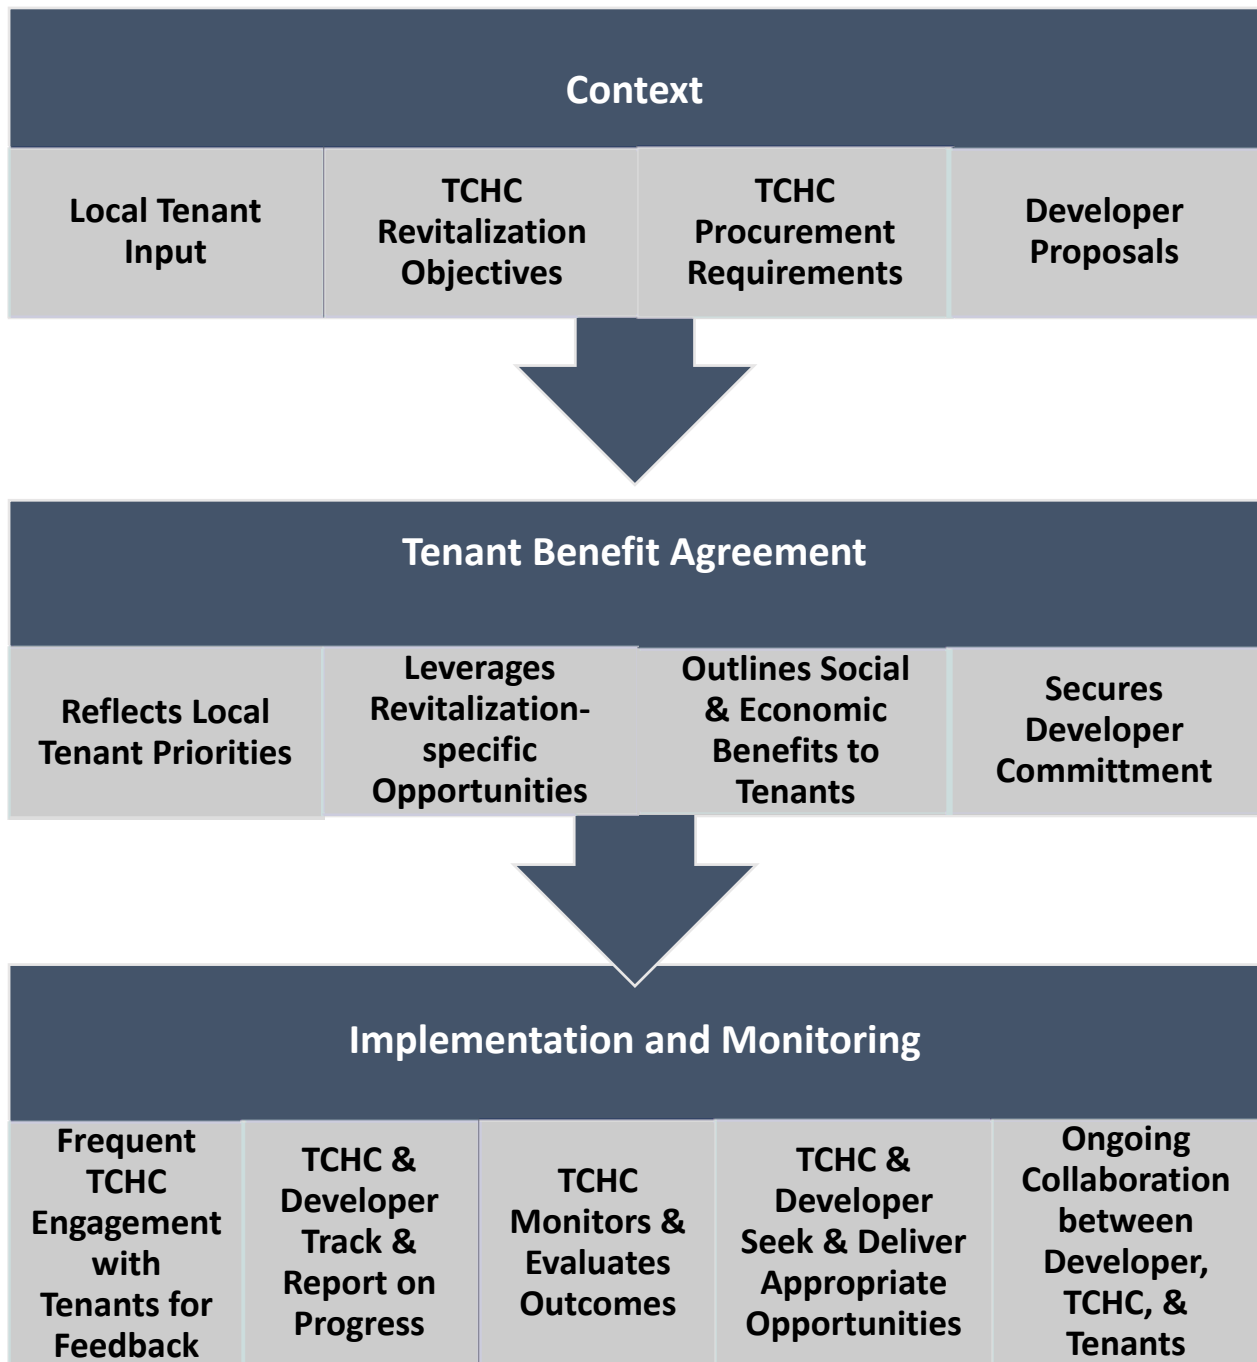 Context
Local Tenant
Input
TCHC
Revitalization
Objectives
TCHC
Procurement
Requirements
Developer
Proposals
Tenant Benefit Agreement
Reflects Local
Tenant Priorities
Leverages
Revitalization-
specific
Opportunities
Outlines Social
& Economic
Benefits to
Tenants
Secures
Developer
Committment
Implementation and Monitoring
Frequent
TCHC
Engagement
with
Tenants for
Feedback
TCHC &
Developer
Track &
Report on
Progress
TCHC
Monitors &
Evaluates
Outcomes
TCHC &
Developer
Seek & Deliver
Appropriate
Opportunities
Ongoing
Collaboration
between
Developer,
TCHC, &
Tenants